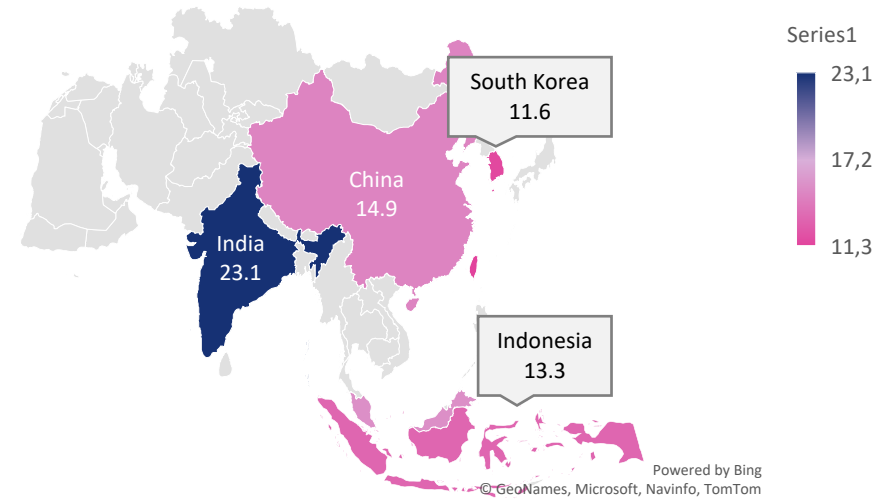 Series1
23,1
17,2
11,3
South Korea
11.6
China
14.9
India
23.1
Indonesia
13.3
Powered by Bing
© GeoNames, Microsoft, Navinfo, TomTom